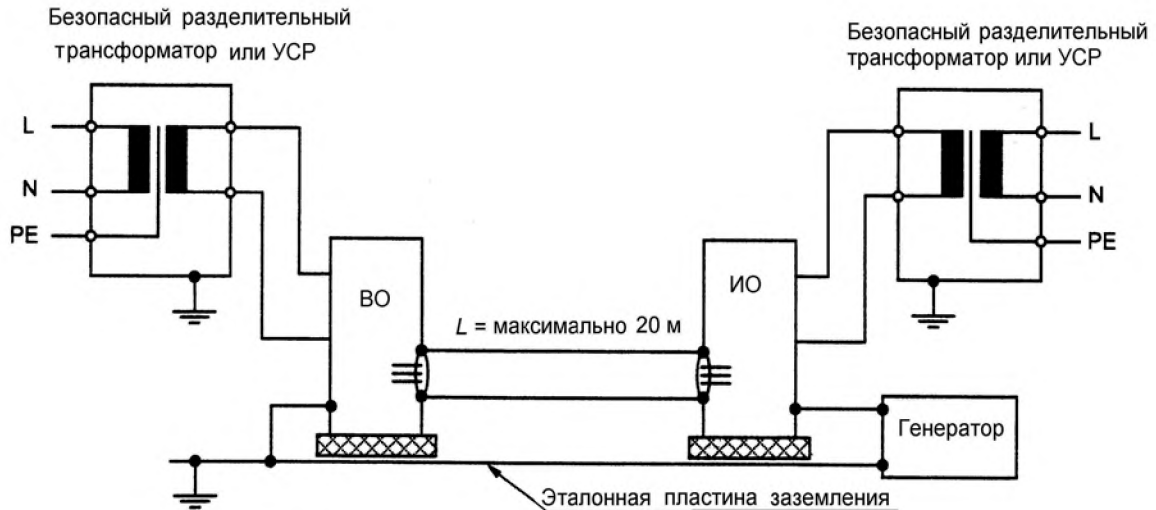 Безопасный разделительный
трансформатор или УСР
Безопасный разделительный
трансформатор или УСР
L
N
PE
L
N
PE
ВО
ИО
L = максимально 20 м
Генератор
Эталонная пластина заземления